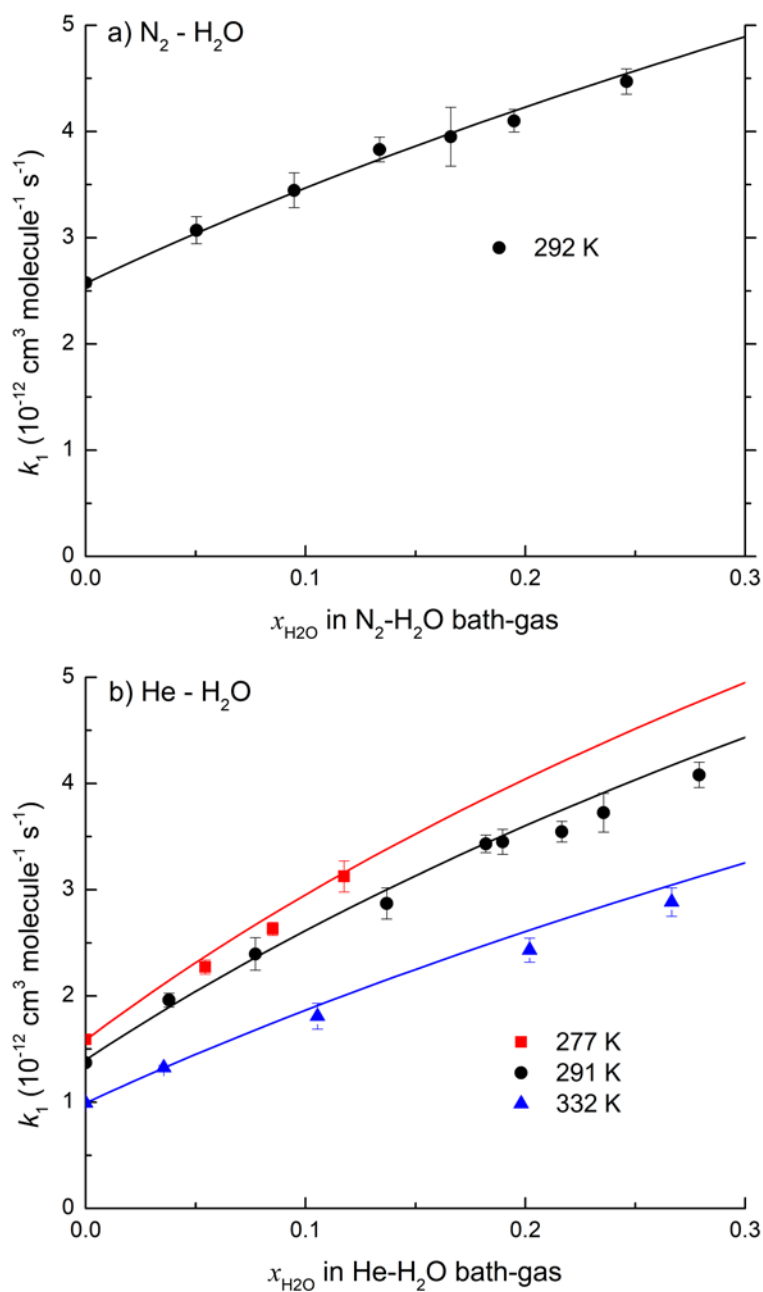 a) N₂ - H₂O
5
4
3
2
1
0
k₁ (10⁻¹² cm³ molecule⁻¹ s⁻¹)
292 K
0.0 0.1 0.2 0.3
x_H2O in N₂-H₂O bath-gas
b) He - H₂O
5
4
3
2
1
0
k₁ (10⁻¹² cm³ molecule⁻¹ s⁻¹)
277 K
291 K
332 K
0.0 0.1 0.2 0.3
x_H2O in He-H₂O bath-gas